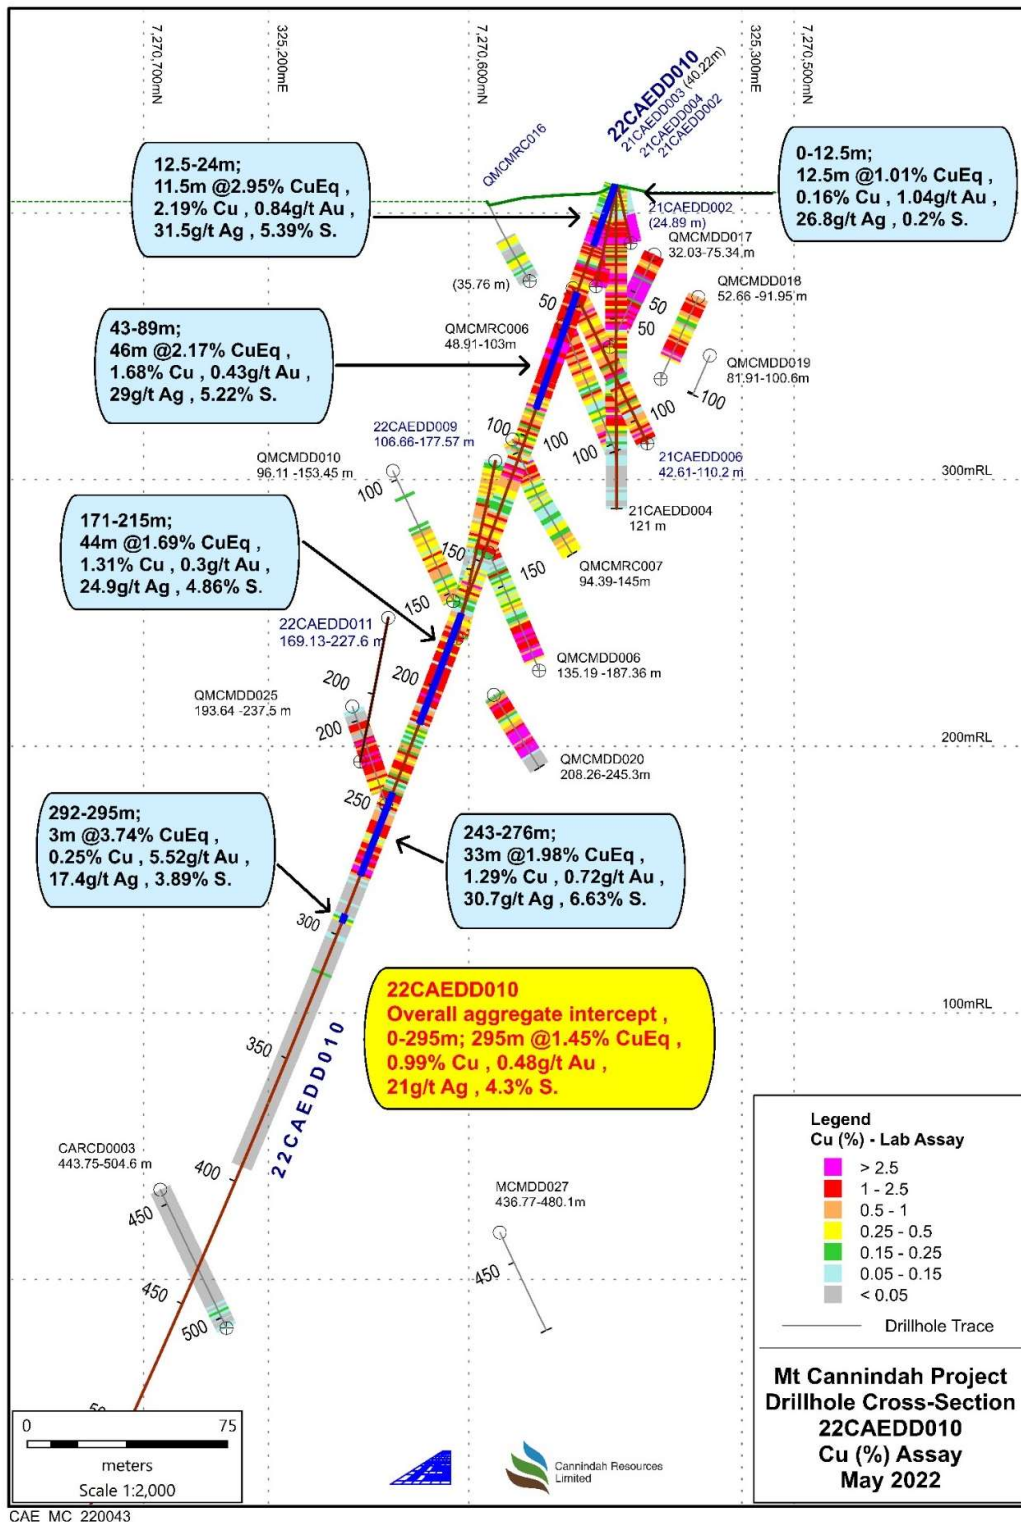 7,270,700mN
325,200mE
7,270,600mN
325,300mE
7,270,500mN
QMCMRC016
22CAEDD010
21CAEDD003 (40.22m)
21CAEDD004
21CAEDD002
12.5-24m;
11.5m @2.95% CuEq ,
2.19% Cu , 0.84g/t Au ,
31.5g/t Ag , 5.39% S.
0-12.5m;
12.5m @1.01% CuEq ,
0.16% Cu , 1.04g/t Au ,
26.8g/t Ag , 0.2% S.
21CAEDD002
(24.89 m)
QMCMDD017
32.03-75.34 m
QMCMDD018
52.66 -91.95 m
(35.76 m)
50
50
50
43-89m;
46m @2.17% CuEq ,
1.68% Cu , 0.43g/t Au ,
29g/t Ag , 5.22% S.
QMCMRC006
48.91-103m
QMCMDD019
81.91-100.6m
100
100
100
100
100
22CAEDD009
106.66-177.57 m
21CAEDD006
42.61-110.2 m
QMCMDD010
96.11 -153.45 m
100
300mRL
21CAEDD004
121 m
171-215m;
44m @1.69% CuEq ,
1.31% Cu , 0.3g/t Au ,
24.9g/t Ag , 4.86% S.
150
150
150
QMCMRC007
94.39-145m
22CAEDD011
169.13-227.6 m
QMCMDD006
135.19 -187.36 m
200
200
200
QMCMDD025
193.64 -237.5 m
200mRL
QMCMDD020
208.26-245.3m
250
292-295m;
3m @3.74% CuEq ,
0.25% Cu , 5.52g/t Au ,
17.4g/t Ag , 3.89% S.
243-276m;
33m @1.98% CuEq ,
1.29% Cu , 0.72g/t Au ,
30.7g/t Ag , 6.63% S.
300
22CAEDD010
Overall aggregate intercept ,
0-295m; 295m @1.45% CuEq ,
0.99% Cu , 0.48g/t Au ,
21g/t Ag , 4.3% S.
100mRL
350
22CAEDD010
400
CARCD0003
443.75-504.6 m
450
450
500
MCMDD027
436.77-480.1m
450
Legend
Cu (%) - Lab Assay
> 2.5
1 - 2.5
0.5 - 1
0.25 - 0.5
0.15 - 0.25
0.05 - 0.15
< 0.05
Drillhole Trace
Mt Cannindah Project
Drillhole Cross-Section
22CAEDD010
Cu (%) Assay
May 2022
0 75
meters
Scale 1:2,000
Cannindah Resources
Limited
CAE MC 220043